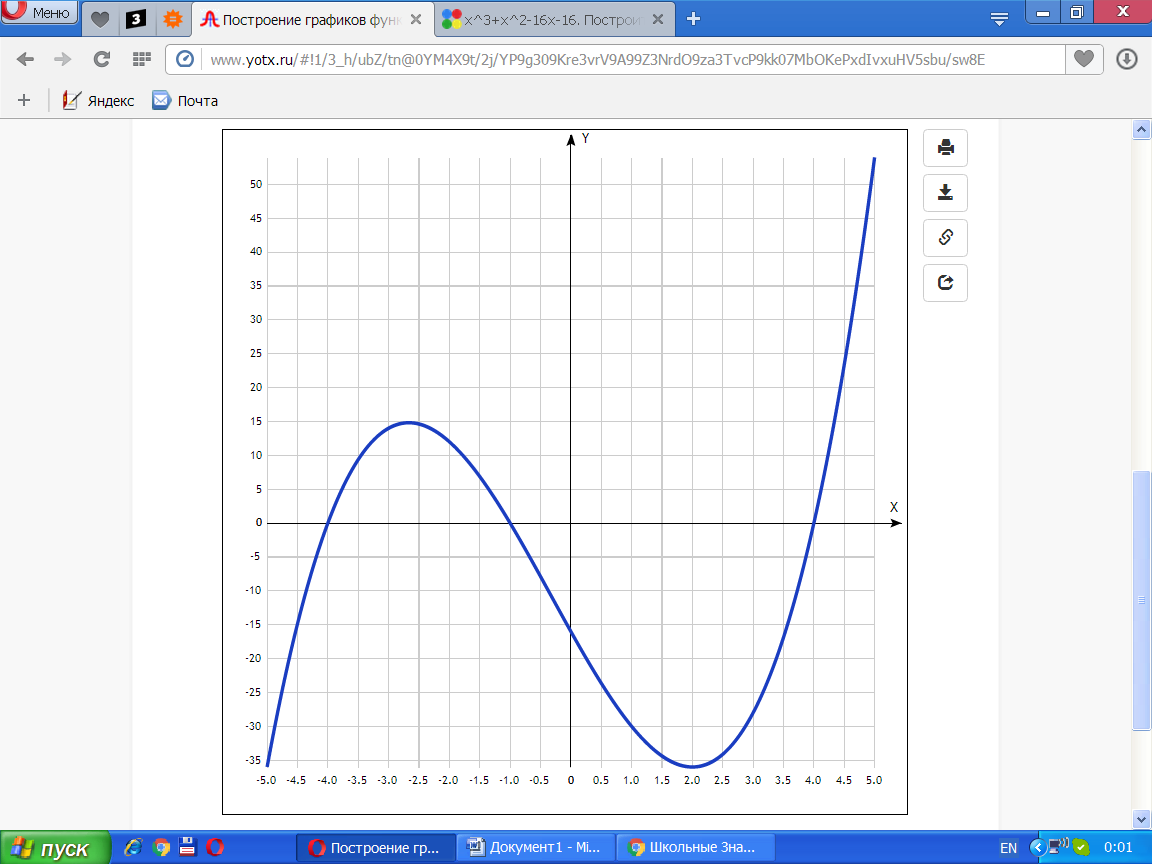 Меню
3
Построение графиков фун
x^3+x^2-16x-16. Построи
www.yotx.ru/#!1/3_h/ubZ/tn@0YM4X9t/2j/YP9g309Kre3vrV9A99Z3NrdO9za3TvcP9kk07MbOKePxdIvxuHV5sbu/sw8E
Яндекс
Почта
Y
50
45
40
35
30
25
20
15
10
5
X
0
-5
-10
-15
-20
-25
-30
-35
-5.0 -4.5 -4.0 -3.5 -3.0 -2.5 -2.0 -1.5 -1.0 -0.5 0 0.5 1.0 1.5 2.0 2.5 3.0 3.5 4.0 4.5 5.0
пуск
Построение гр...
Документ1 - Mi...
Школьные Зна...
EN
0:01